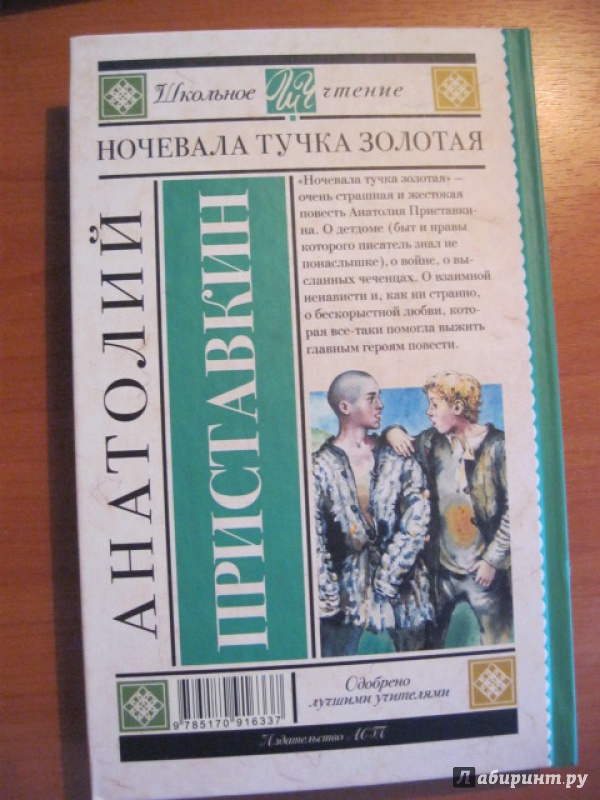 Школьное ШЧ чтение
НОЧЕВАЛА ТУЧКА ЗОЛОТАЯ
АНАТОЛИЙ
ПРИСТАВКИН
«Ночевала тучка золотая» –
очень страшная и жестокая
повесть Анатолия Приставки-
на. О детдоме (быт и нравы
которого писатель знал не
понаслышке), о войне, о вы-
сланных чеченцах. О взаимной
ненависти и, как ни странно,
о бескорыстной любви, кото-
рая все-таки помогла выжить
главным героям повести.
9 785170 916337
Одобрено
лучшими учителями
Издательство АСТ
Лабиринт.ру